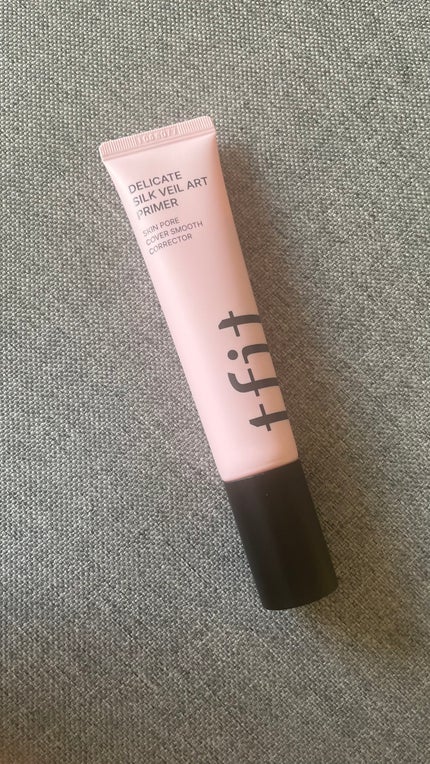 DELICATE
SILK VEIL ART
PRIMER
SKIN PORE
COVER SMOOTH
CORRECTOR
tfit